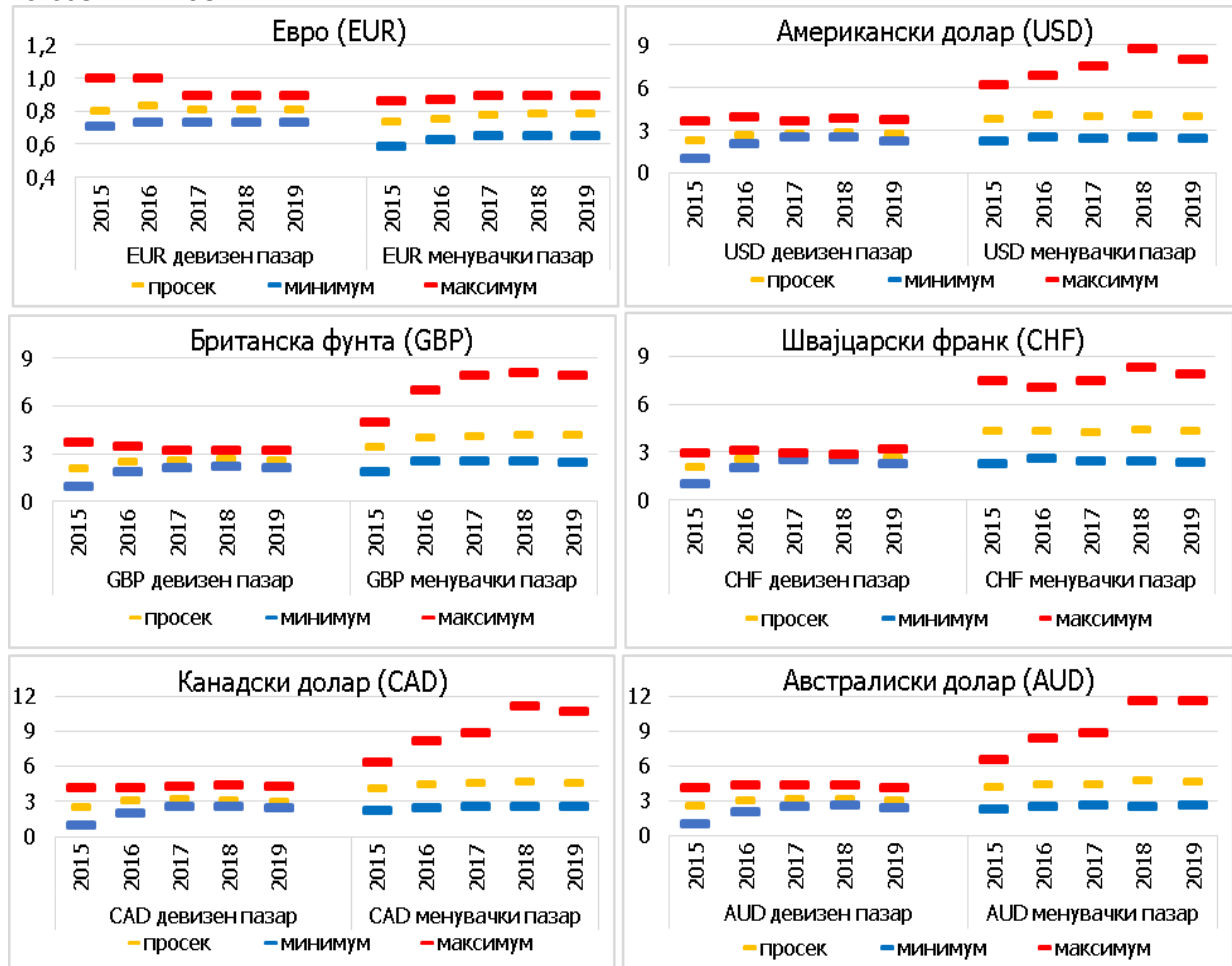 Евро (EUR)
1,2
1,0
0,8
0,6
0,4
2015 2016 2017 2018 2019 2015 2016 2017 2018 2019
EUR девизен пазар EUR менувачки пазар
просек минимум максимум
Американски долар (USD)
9
6
3
0
2015 2016 2017 2018 2019 2015 2016 2017 2018 2019
USD девизен пазар USD менувачки пазар
просек минимум максимум
Британска фунта (GBP)
9
6
3
0
2015 2016 2017 2018 2019 2015 2016 2017 2018 2019
GBP девизен пазар GBP менувачки пазар
просек минимум максимум
Швајцарски франк (CHF)
9
6
3
0
2015 2016 2017 2018 2019 2015 2016 2017 2018 2019
CHF девизен пазар CHF менувачки пазар
просек минимум максимум
Канадски долар (CAD)
12
9
6
3
0
2015 2016 2017 2018 2019 2015 2016 2017 2018 2019
CAD девизен пазар CAD менувачки пазар
просек минимум максимум
Австралиски долар (AUD)
12
9
6
3
0
2015 2016 2017 2018 2019 2015 2016 2017 2018 2019
AUD девизен пазар AUD менувачки пазар
просек минимум максимум